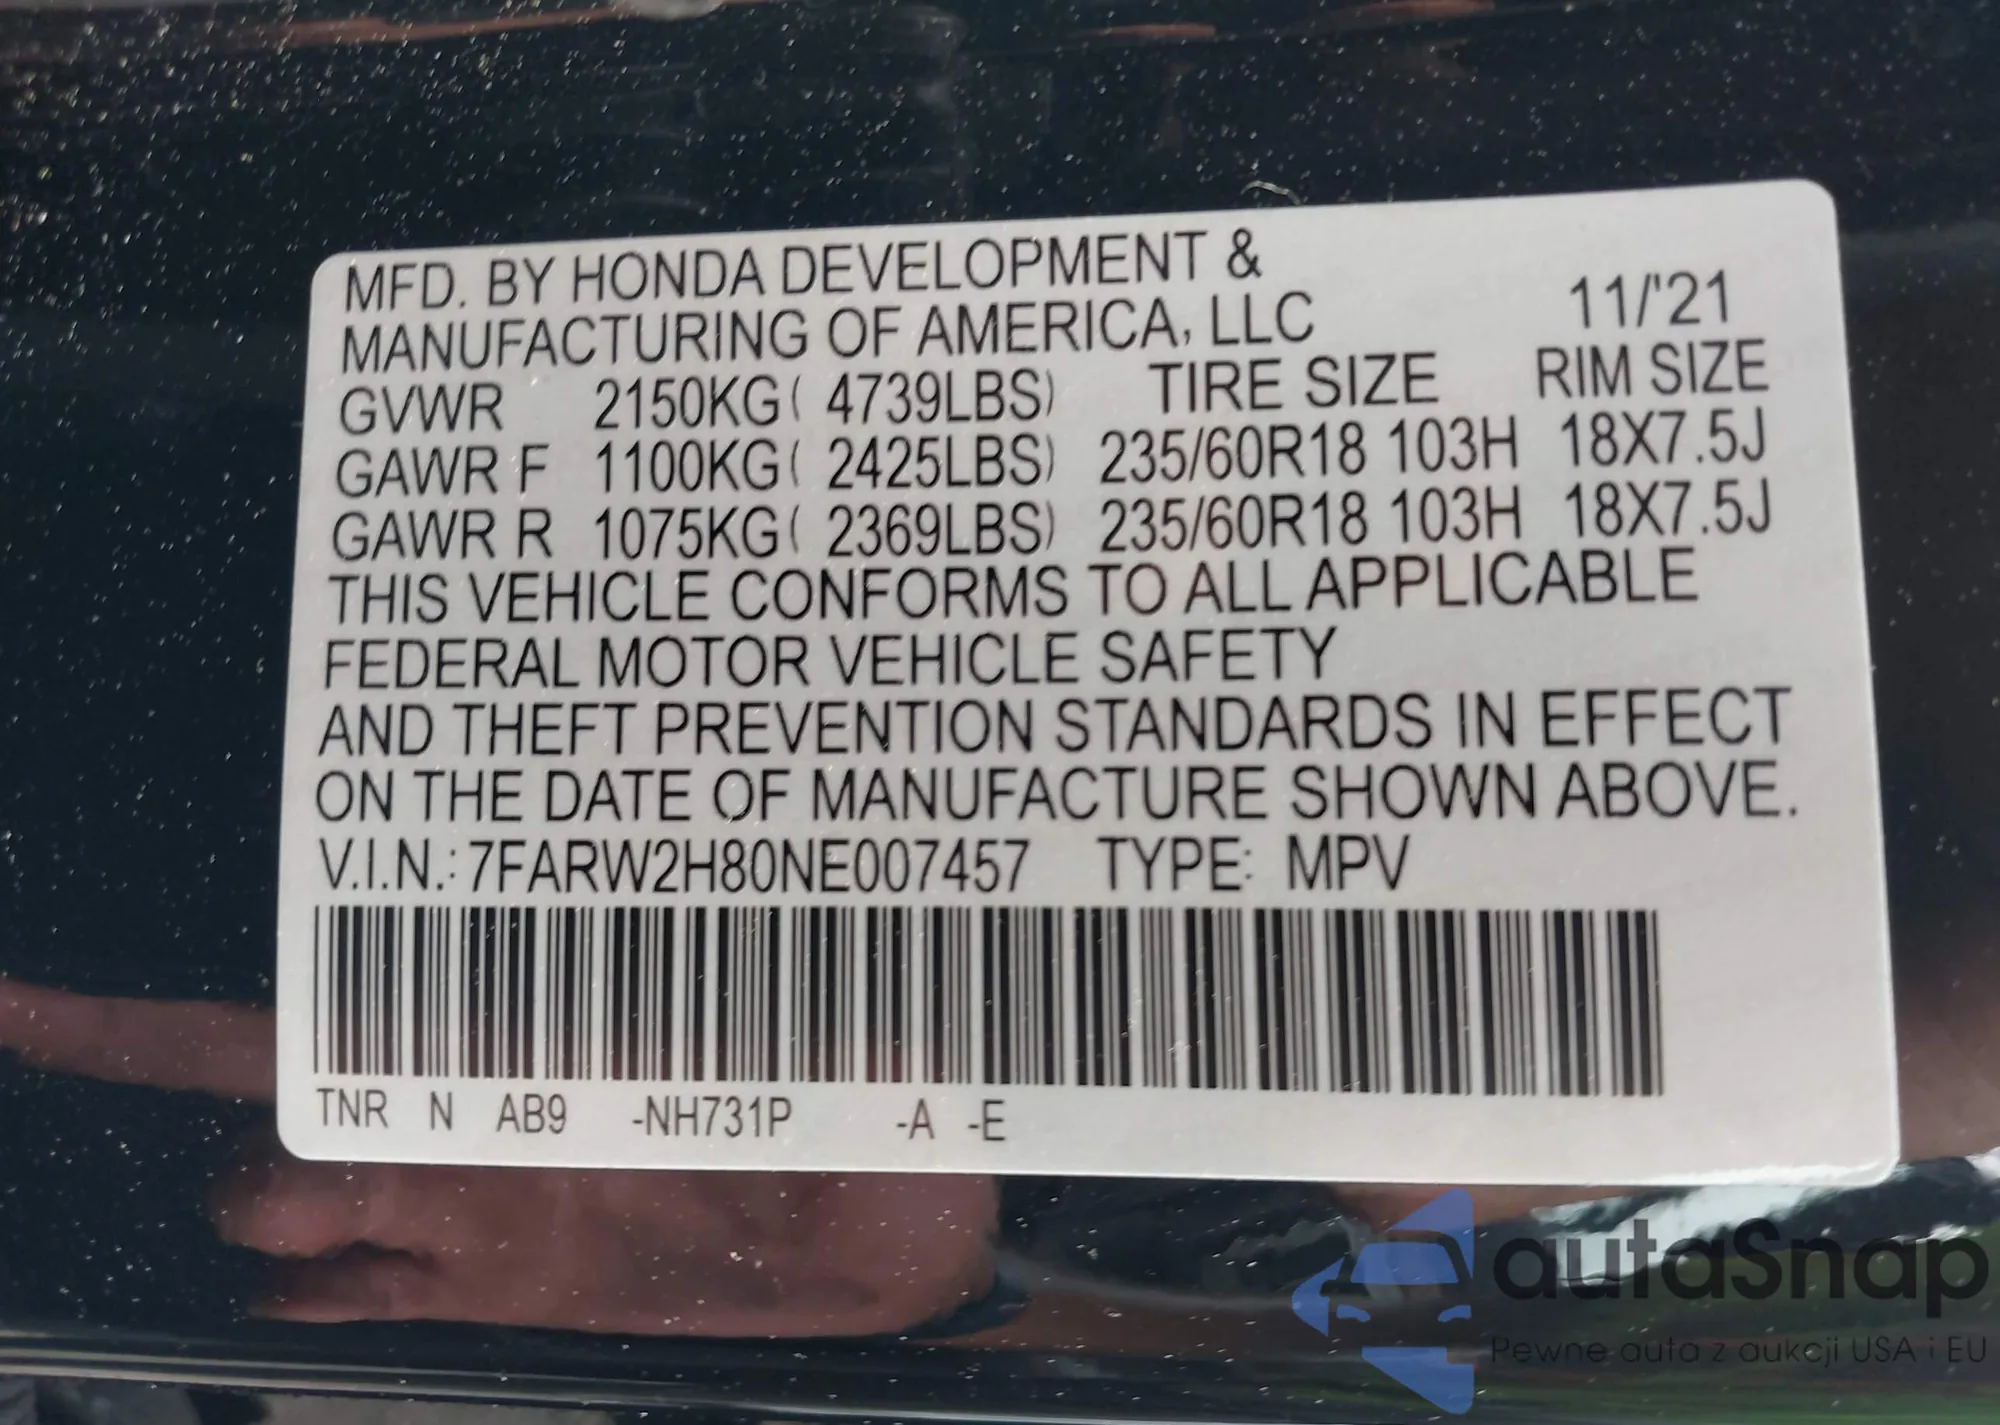 MFD. BY HONDA DEVELOPMENT &
MANUFACTURING OF AMERICA, LLC 11/'21
GVWR 2150KG( 4739LBS) TIRE SIZE RIM SIZE
GAWR F 1100KG( 2425LBS) 235/60R18 103H 18X7.5J
GAWR R 1075KG( 2369LBS) 235/60R18 103H 18X7.5J
THIS VEHICLE CONFORMS TO ALL APPLICABLE
FEDERAL MOTOR VEHICLE SAFETY
AND THEFT PREVENTION STANDARDS IN EFFECT
ON THE DATE OF MANUFACTURE SHOWN ABOVE.
V.I.N.: 7FARW2H80NE007457 TYPE: MPV
TNR N AB9 -NH731P -A -E
autaSnap
Pewne auta z aukcji USA i EU